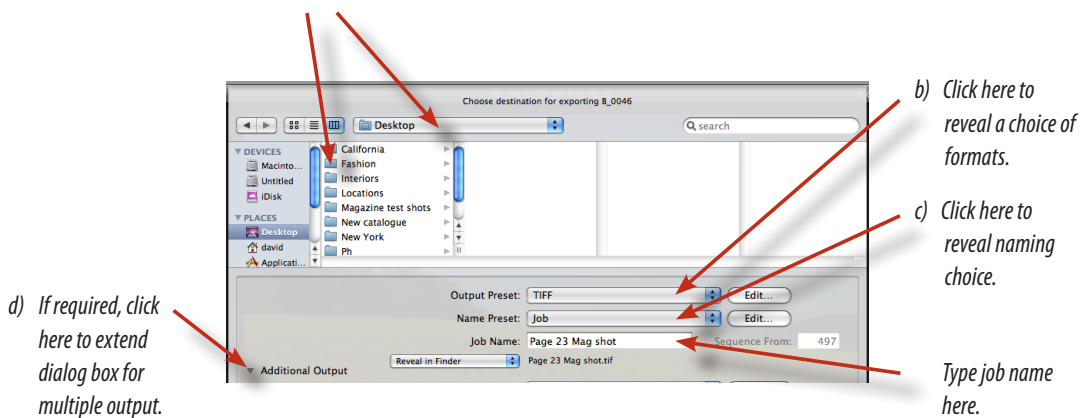 Choose destination for exporting B_0046
Desktop
search
DEVICES
Macinto...
Untitled
iDisk
PLACES
Desktop
david
Applicati...
California
Fashion
Interiors
Locations
Magazine test shots
New catalogue
New York
Ph
Output Preset: TIFF Edit...
Name Preset: Job Edit...
Job Name: Page 23 Mag shot Sequence From: 497
Reveal in Finder Page 23 Mag shot.tif
Additional Output
b) Click here to
reveal a choice of
formats.
c) Click here to
reveal naming
choice.
Type job name
here.
d) If required, click
here to extend
dialog box for
multiple output.